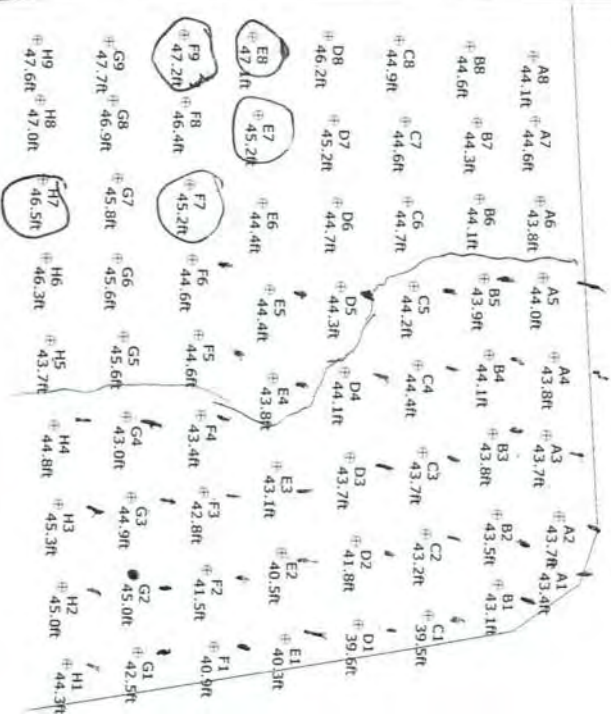 A8
44.1ft
A7
44.6ft
A6
43.8ft
A5
44.0ft
A4
43.8ft
A3
43.7ft
A2
43.7ft
A1
43.4ft
B8
44.6ft
B7
44.3ft
B6
44.1ft
B5
43.9ft
B4
44.1ft
B3
43.8ft
B2
43.5ft
B1
43.1ft
C8
44.9ft
C7
44.6ft
C6
44.7ft
C5
44.2ft
C4
44.4ft
C3
43.7ft
C2
43.2ft
C1
39.5ft
D8
46.2ft
D7
45.2ft
D6
44.7ft
D5
44.3ft
D4
44.1ft
D3
43.7ft
D2
41.8ft
D1
39.6ft
E8
47.1ft
E7
45.2ft
E6
44.4ft
E5
44.4ft
E4
43.8ft
E3
43.1ft
E2
40.5ft
E1
40.3ft
F9
47.2ft
F8
46.4ft
F7
45.2ft
F6
44.6ft
F5
44.6ft
F4
43.4ft
F3
42.8ft
F2
41.5ft
F1
40.9ft
G9
47.7ft
G8
46.9ft
G7
45.8ft
G6
45.6ft
G5
45.6ft
G4
43.0ft
G3
44.9ft
G2
45.0ft
G1
42.5ft
H9
47.6ft
H8
47.0ft
H7
46.5ft
H6
46.3ft
H5
43.7ft
H4
44.8ft
H3
45.3ft
H2
45.0ft
H1
44.3ft